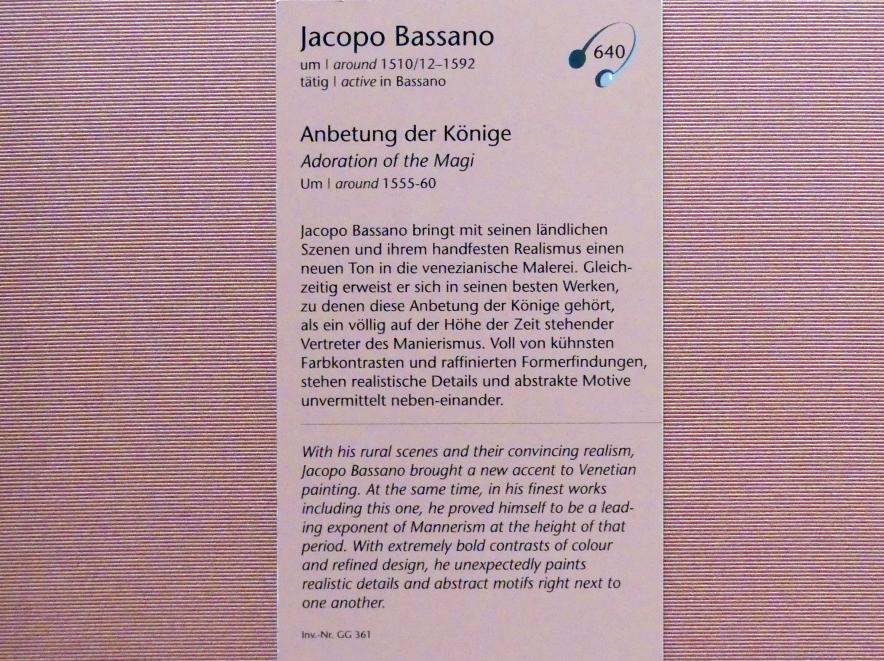 Jacopo Bassano
640
um | around 1510/12–1592
tätig | active in Bassano
Anbetung der Könige
Adoration of the Magi
Um | around 1555-60
Jacopo Bassano bringt mit seinen ländlichen
Szenen und ihrem handfesten Realismus einen
neuen Ton in die venezianische Malerei. Gleich-
zeitig erweist er sich in seinen besten Werken,
zu denen diese Anbetung der Könige gehört,
als ein völlig auf der Höhe der Zeit stehender
Vertreter des Manierismus. Voll von kühnsten
Farbkontrasten und raffinierten Formerfindungen,
stehen realistische Details und abstrakte Motive
unvermittelt neben-einander.
With his rural scenes and their convincing realism,
Jacopo Bassano brought a new accent to Venetian
painting. At the same time, in his finest works
including this one, he proved himself to be a lead-
ing exponent of Mannerism at the height of that
period. With extremely bold contrasts of colour
and refined design, he unexpectedly paints
realistic details and abstract motifs right next to
one another.
Inv.-Nr. GG 361